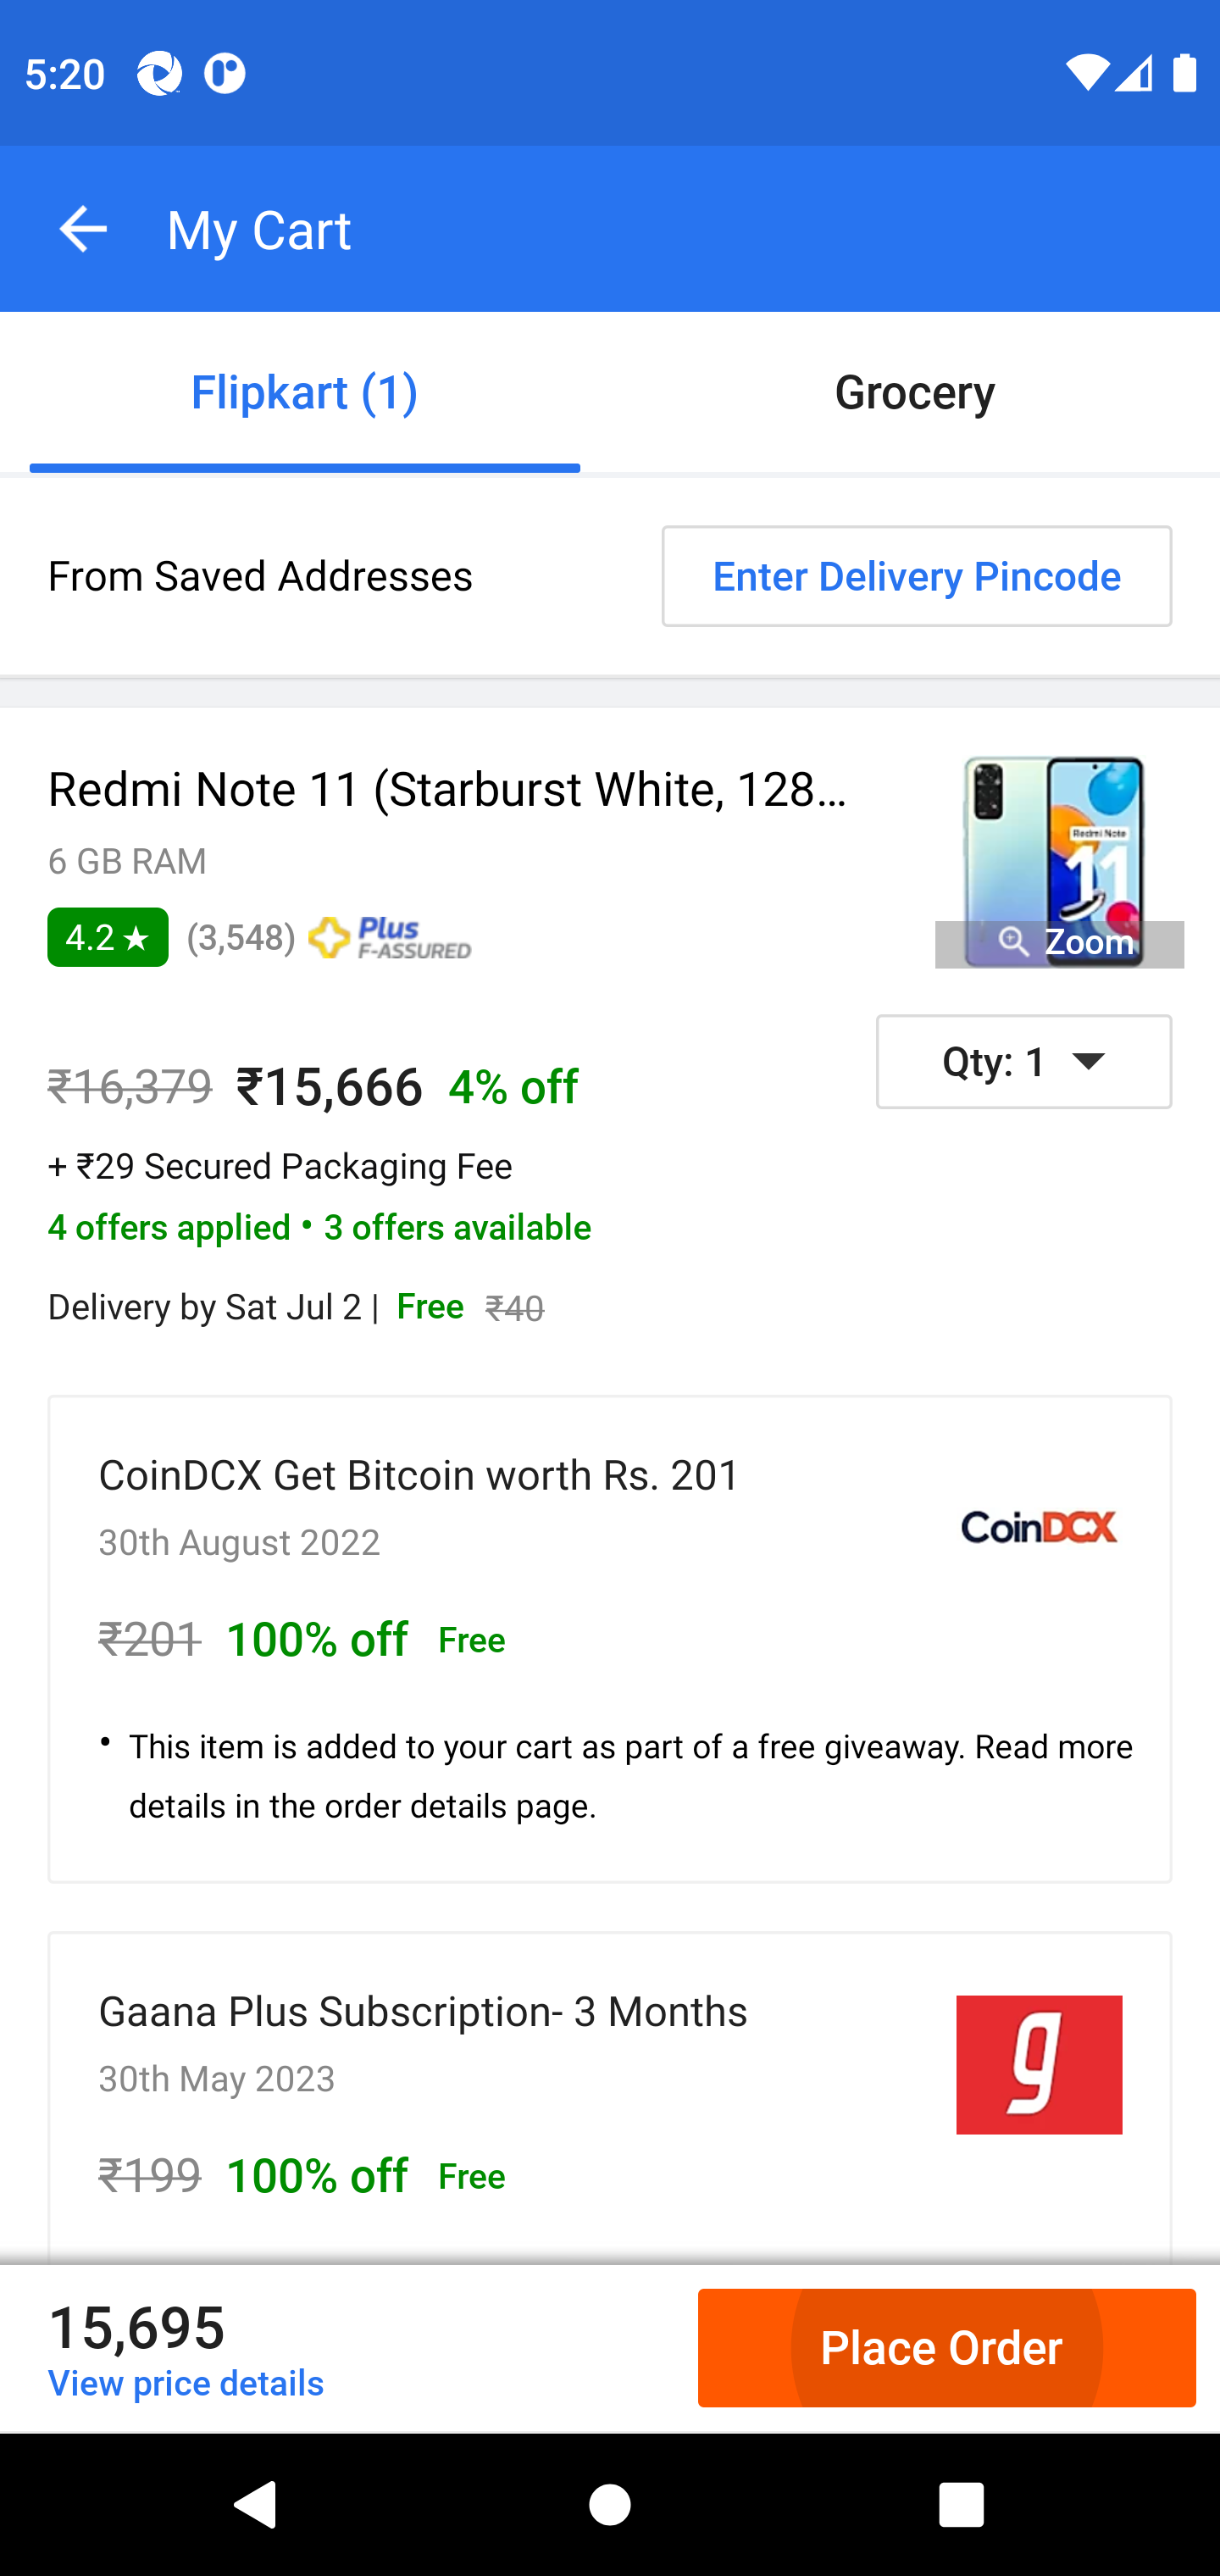 5:20
My Cart
Flipkart (1)
Grocery
From Saved Addresses
Enter Delivery Pincode
Redmi Note 11 (Starburst White, 128...
6 GB RAM
4.2★ (3,548) Plus F-ASSURED
Redmi Note
11
Zoom
₹16,379 ₹15,666 4% off
Qty: 1
+ ₹29 Secured Packaging Fee
4 offers applied • 3 offers available
Delivery by Sat Jul 2 | Free ₹40
CoinDCX Get Bitcoin worth Rs. 201
30th August 2022
CoinDCX
₹201 100% off Free
• This item is added to your cart as part of a free giveaway. Read more
details in the order details page.
Gaana Plus Subscription- 3 Months
30th May 2023
g
₹199 100% off Free
15,695
View price details
Place Order